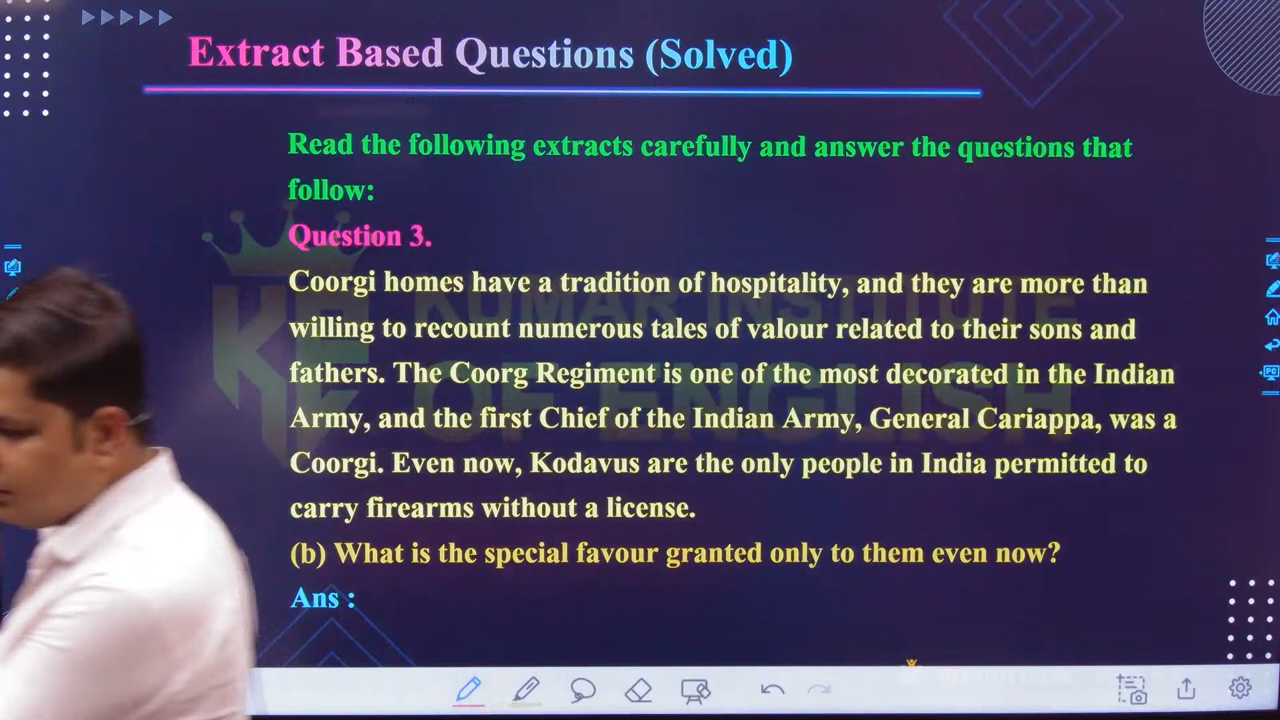 Extract Based Questions (Solved)
Read the following extracts carefully and answer the questions that
follow:
Question 3.
Coorgi homes have a tradition of hospitality, and they are more than
willing to recount numerous tales of valour related to their sons and
fathers. The Coorg Regiment is one of the most decorated in the Indian
Army, and the first Chief of the Indian Army, General Cariappa, was a
Coorgi. Even now, Kodavus are the only people in India permitted to
carry firearms without a license.
(b) What is the special favour granted only to them even now?
Ans :
KUMAR INSTITUTE
OF ENGLISH